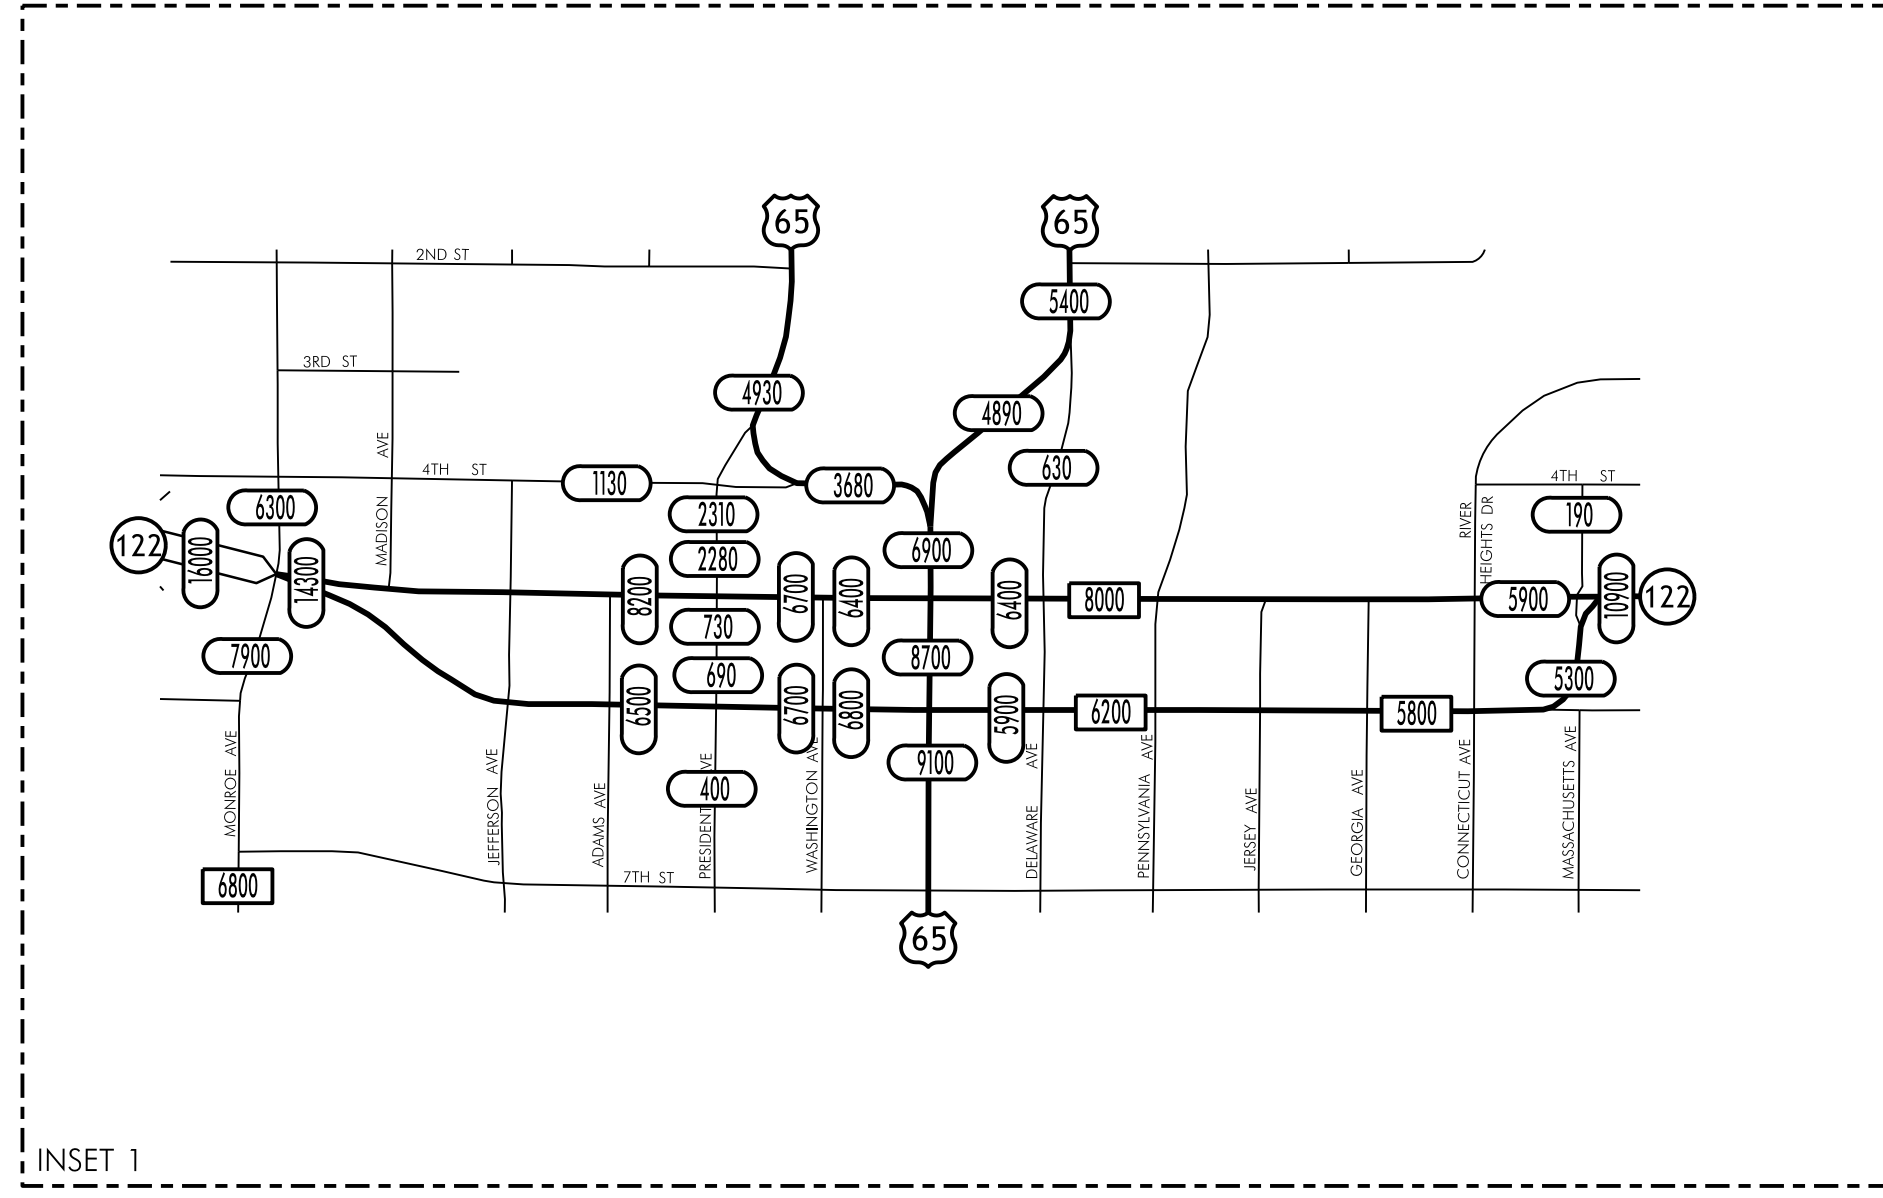 65
65
2ND ST
5400
3RD ST
4930
4890
MADISON AVE
4TH ST
1130
3680
630
4TH ST
6300
2310
190
RIVER
HEIGHTS DR
122
16000
14300
2280
6900
8200
6700
6400
6400
8000
5900
10900
122
730
7900
8700
690
5300
6500
6700
6800
5900
6200
5800
9100
400
MONROE AVE
JEFFERSON AVE
ADAMS AVE
PRESIDENT AVE
WASHINGTON AVE
DELAWARE AVE
PENNSYLVANIA AVE
JERSEY AVE
GEORGIA AVE
CONNECTICUT AVE
MASSACHUSETTS AVE
7TH ST
6800
65
INSET 1